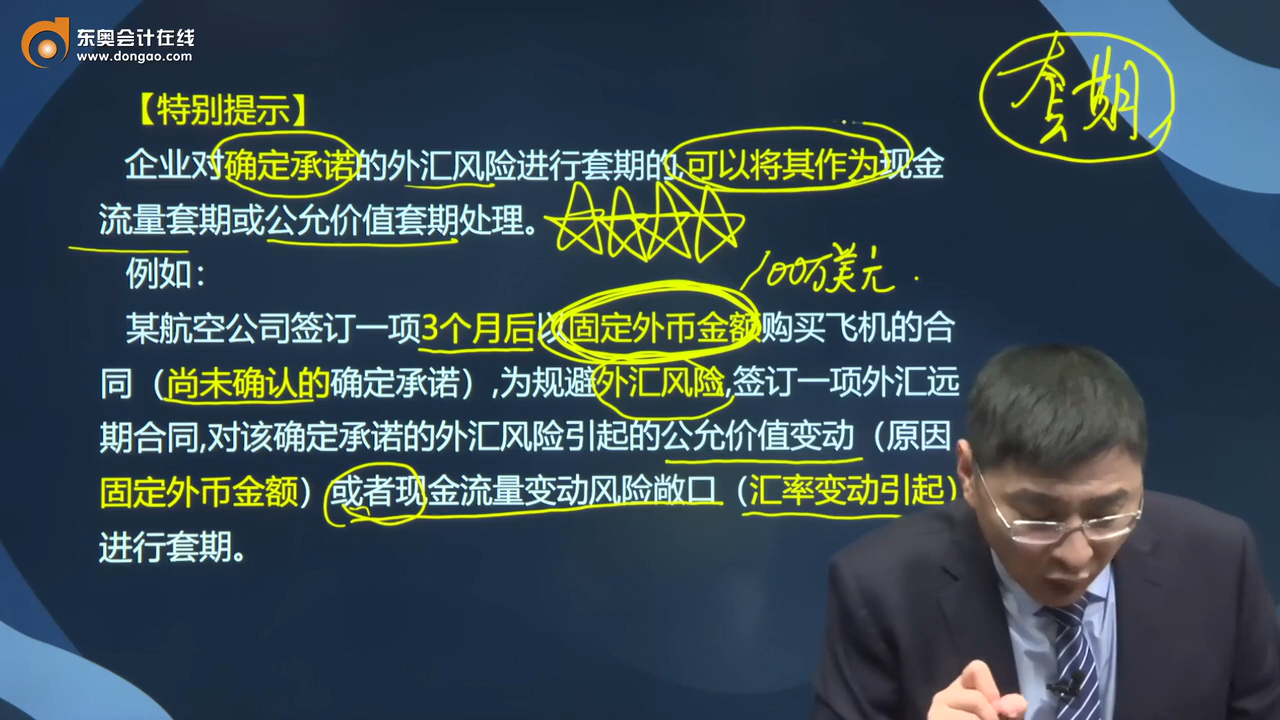 东奥会计在线
www.dongao.com
套期
【特别提示】
企业对确定承诺的外汇风险进行套期的,可以将其作为现金
流量套期或公允价值套期处理。
例如：
100万美元.
某航空公司签订一项3个月后以固定外币金额购买飞机的合
同（尚未确认的确定承诺）,为规避外汇风险,签订一项外汇远
期合同,对该确定承诺的外汇风险引起的公允价值变动（原因
固定外币金额）或者现金流量变动风险敞口（汇率变动引起）
进行套期。